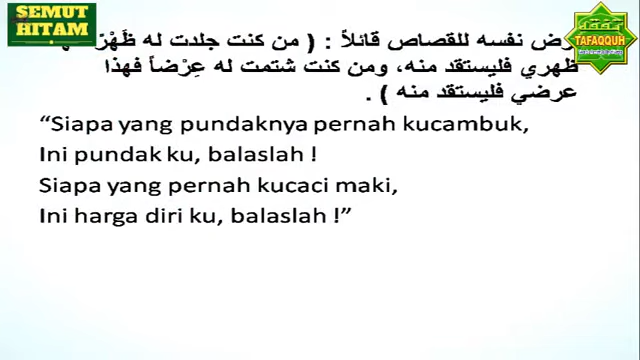 SEMUT
HITAM
TAFAQQUH
رض نفسه للقصاص قائلاً : ( من كنت جلدت له ظَهْر
ظهري فليستقد منه، ومن كنت شتمت له عِرْضاً فهذا
عرضي فليستقد منه ) .
“Siapa yang pundaknya pernah kucambuk,
Ini pundak ku, balaslah !
Siapa yang pernah kucaci maki,
Ini harga diri ku, balaslah !”